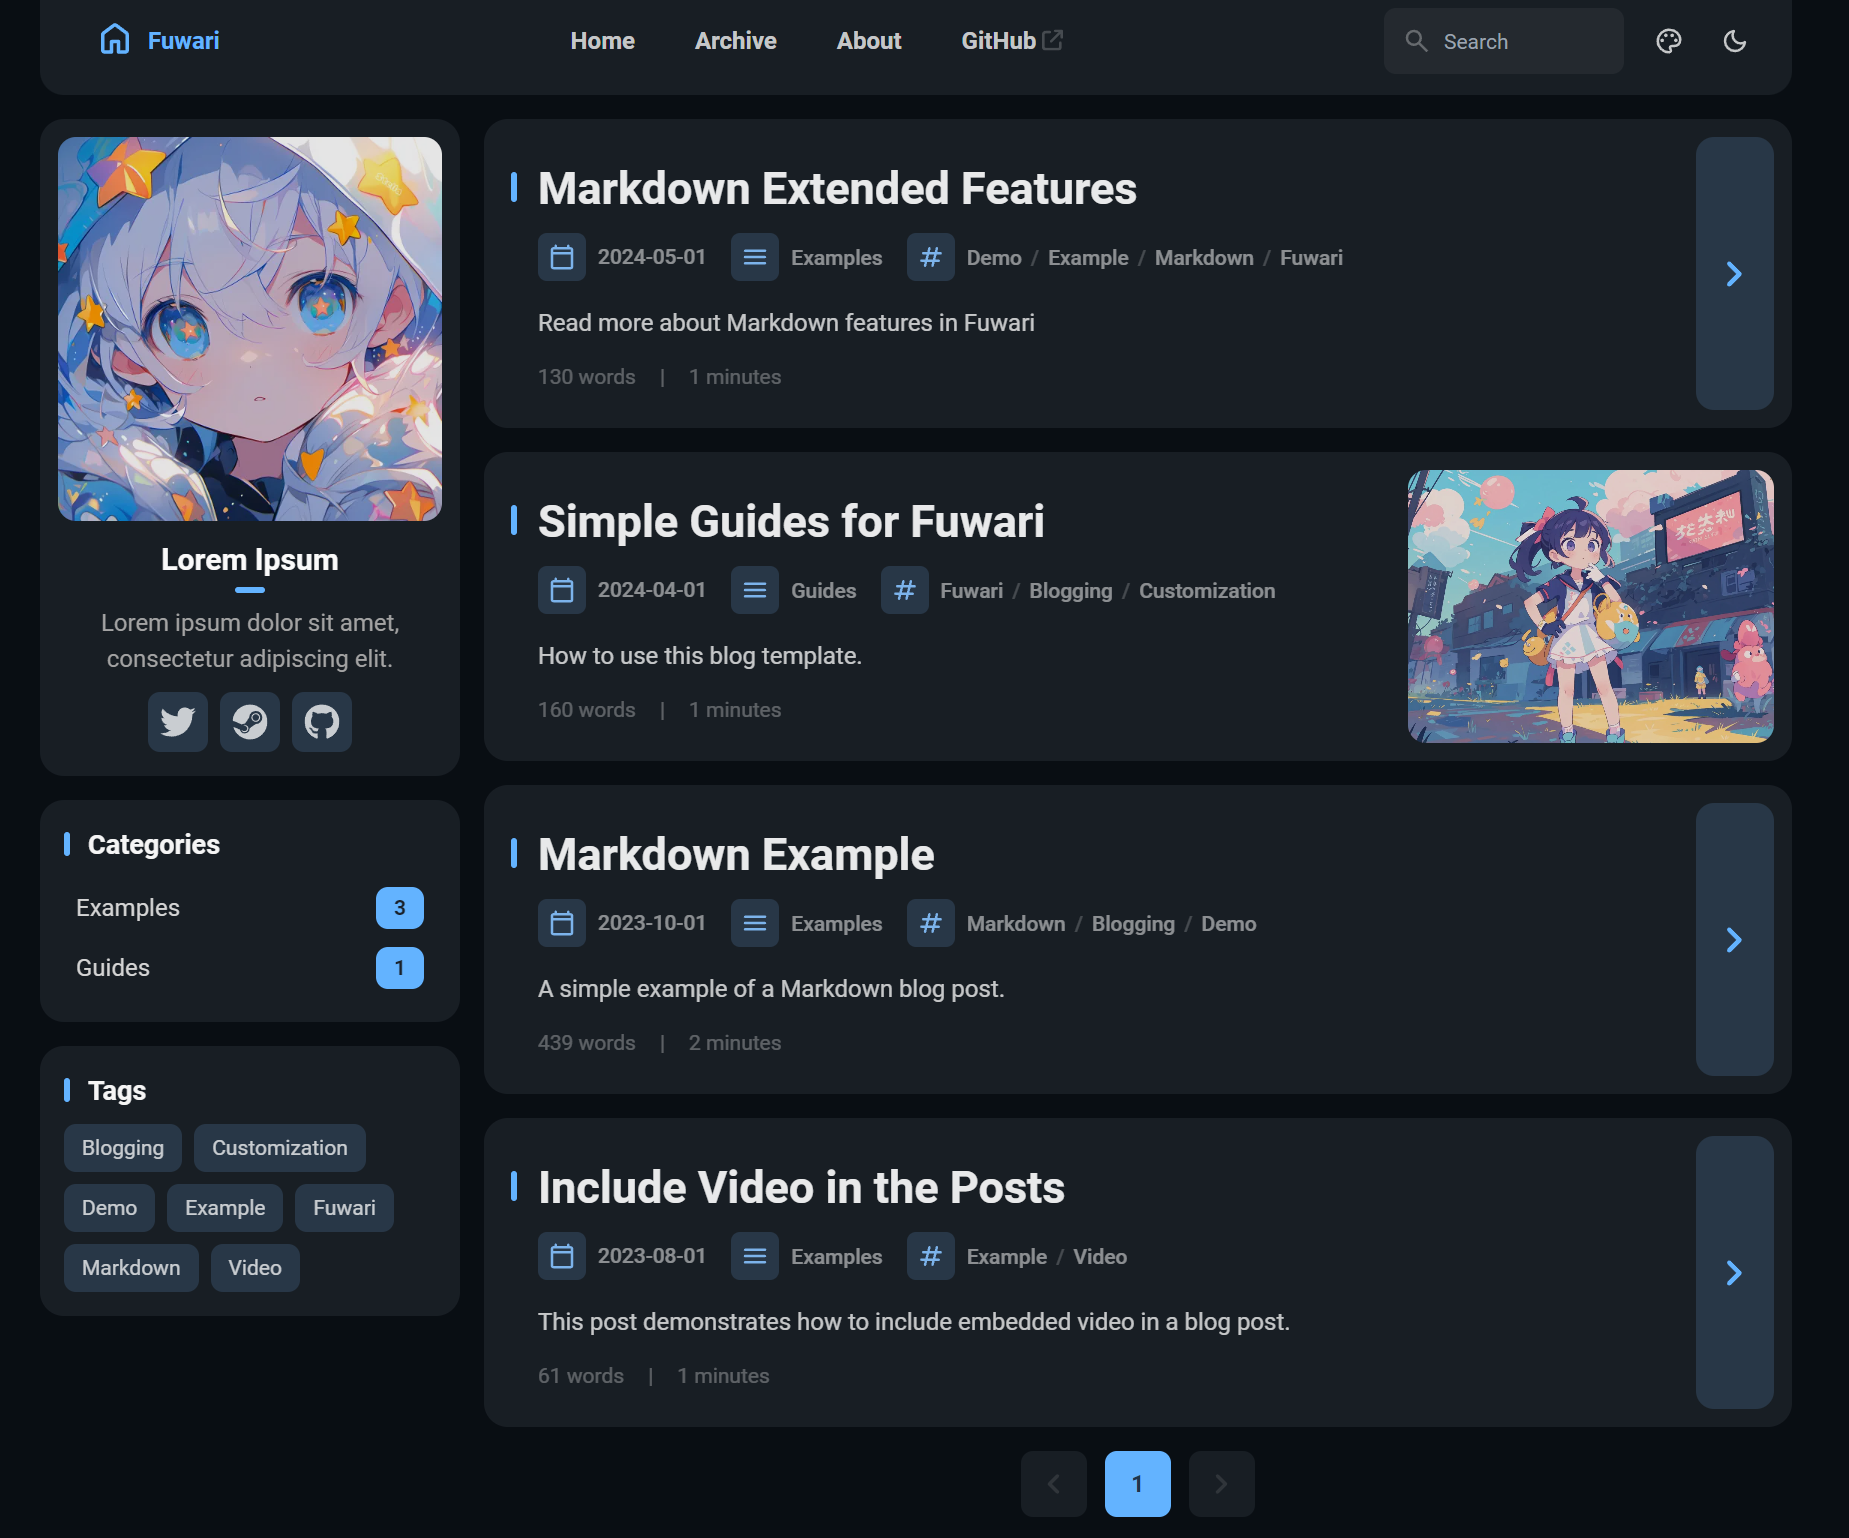 Fuwari
Home
Archive
About
GitHub
Search
Lorem Ipsum
Lorem ipsum dolor sit amet,
consectetur adipiscing elit.
Categories
Examples 3
Guides 1
Tags
Blogging Customization
Demo Example Fuwari
Markdown Video
Markdown Extended Features
2024-05-01 Examples # Demo / Example / Markdown / Fuwari
Read more about Markdown features in Fuwari
130 words | 1 minutes
Simple Guides for Fuwari
2024-04-01 Guides # Fuwari / Blogging / Customization
How to use this blog template.
160 words | 1 minutes
Markdown Example
2023-10-01 Examples # Markdown / Blogging / Demo
A simple example of a Markdown blog post.
439 words | 2 minutes
Include Video in the Posts
2023-08-01 Examples # Example / Video
This post demonstrates how to include embedded video in a blog post.
61 words | 1 minutes
1